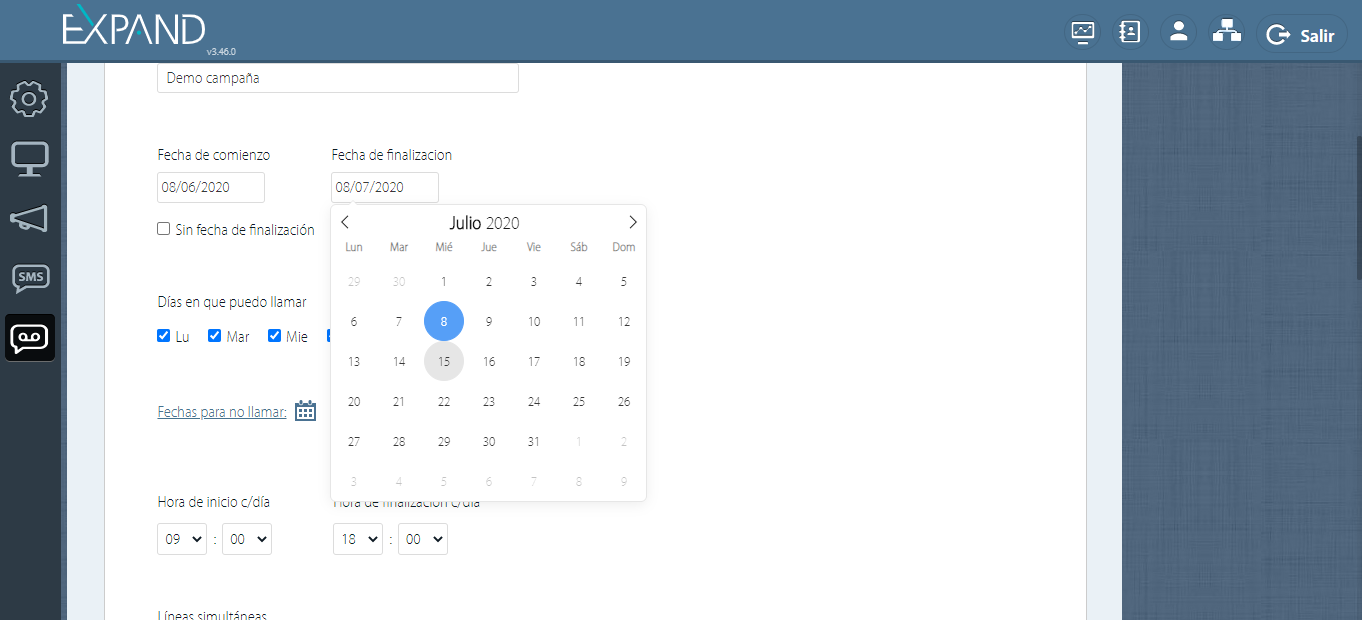 EXPAND
v3.46.0
Salir
Demo campaña
Fecha de comienzo
Fecha de finalizacion
08/06/2020
08/07/2020
Sin fecha de finalización
Julio 2020
Lun Mar Mié Jue Vie Sáb Dom
29 30 1 2 3 4 5
6 7 8 9 10 11 12
13 14 15 16 17 18 19
20 21 22 23 24 25 26
27 28 29 30 31 1 2
3 4 5 6 7 8 9
SMS
Días en que puedo llamar
Lu Mar Mie
Fechas para no llamar:
Hora de inicio c/día
Hora de finalización c/día
09 : 00
18 : 00
Líneas simultáneas